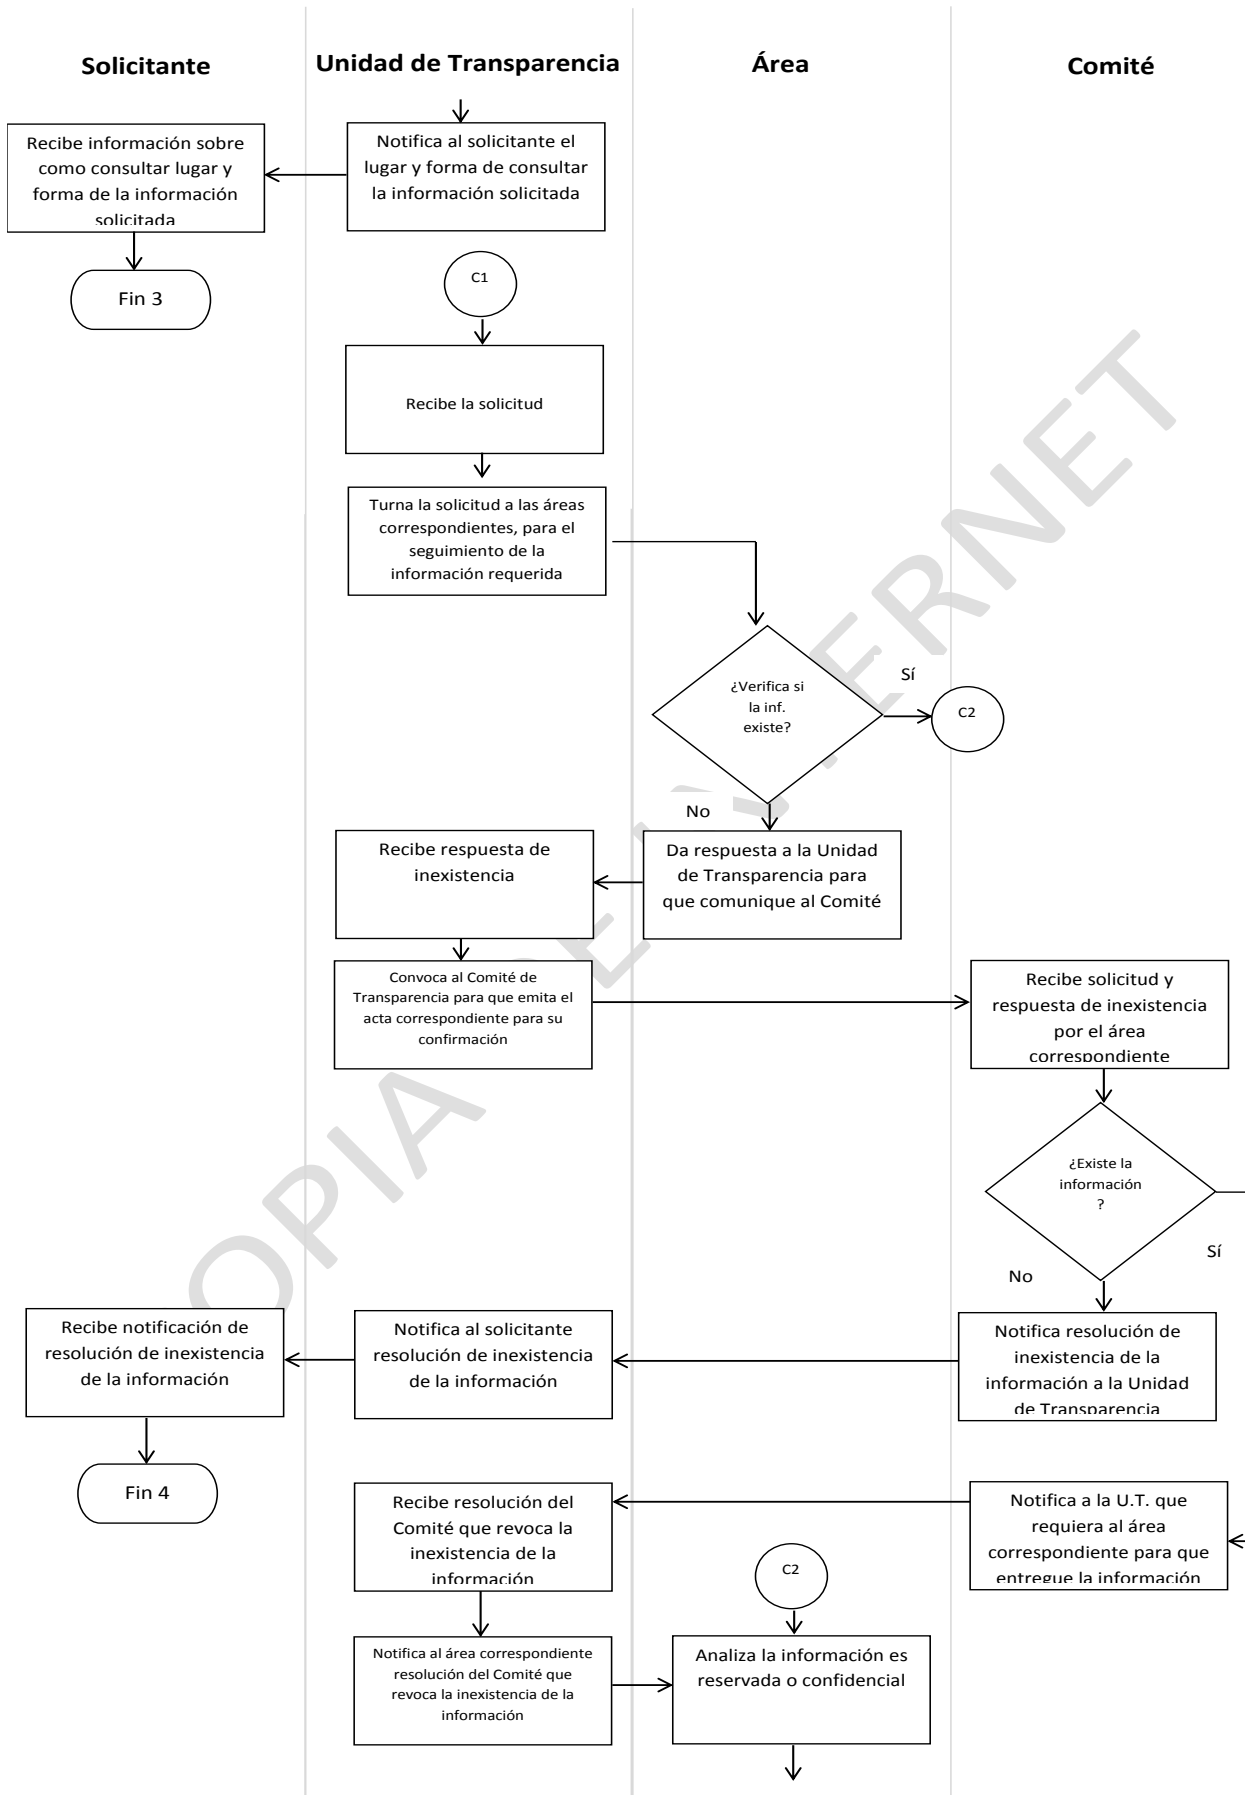 Solicitante
Unidad de Transparencia
Área
Comité
Recibe información sobre
como consultar lugar y
forma de la información
solicitada
Notifica al solicitante el
lugar y forma de consultar
la información solicitada
Fin 3
C1
Recibe la solicitud
Turna la solicitud a las áreas
correspondientes, para el
seguimiento de la
información requerida
¿Verifica si
la inf.
existe?
Sí
C2
No
Recibe respuesta de
inexistencia
Da respuesta a la Unidad
de Transparencia para
que comunique al Comité
Convoca al Comité de
Transparencia para que emita el
acta correspondiente para su
confirmación
Recibe solicitud y
respuesta de inexistencia
por el área
correspondiente
¿Existe la
información
?
Sí
No
Recibe notificación de
resolución de inexistencia
de la información
Notifica al solicitante
resolución de inexistencia
de la información
Notifica resolución de
inexistencia de la
información a la Unidad
de Transparencia
Fin 4
Recibe resolución del
Comité que revoca la
inexistencia de la
información
Notifica a la U.T. que
requiera al área
correspondiente para que
entregue la información
C2
Notifica al área correspondiente
resolución del Comité que
revoca la inexistencia de la
información
Analiza la información es
reservada o confidencial